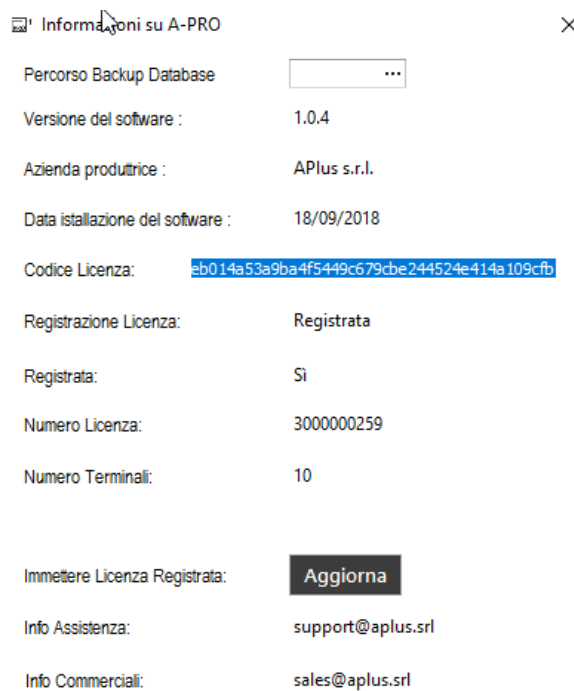 Informazioni su A-PRO
Percorso Backup Database ...
Versione del software : 1.0.4
Azienda produttrice : APlus s.r.l.
Data istallazione del software : 18/09/2018
Codice Licenza: eb014a53a9ba4f5449c679cbe244524e414a109cfb
Registrazione Licenza: Registrata
Registrata: Sì
Numero Licenza: 3000000259
Numero Terminali: 10
Immettere Licenza Registrata: Aggiorna
Info Assistenza: support@aplus.srl
Info Commerciali: sales@aplus.srl